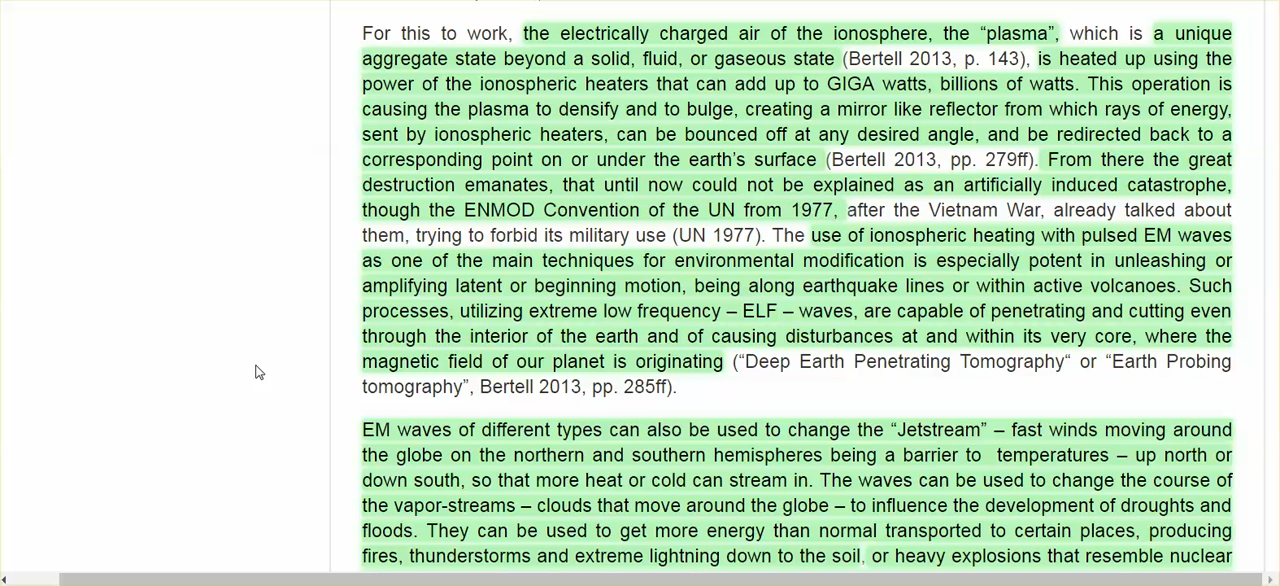 For this to work, the electrically charged air of the ionosphere, the “plasma”, which is a unique
aggregate state beyond a solid, fluid, or gaseous state (Bertell 2013, p. 143), is heated up using the
power of the ionospheric heaters that can add up to GIGA watts, billions of watts. This operation is
causing the plasma to densify and to bulge, creating a mirror like reflector from which rays of energy,
sent by ionospheric heaters, can be bounced off at any desired angle, and be redirected back to a
corresponding point on or under the earth’s surface (Bertell 2013, pp. 279ff). From there the great
destruction emanates, that until now could not be explained as an artificially induced catastrophe,
though the ENMOD Convention of the UN from 1977, after the Vietnam War, already talked about
them, trying to forbid its military use (UN 1977). The use of ionospheric heating with pulsed EM waves
as one of the main techniques for environmental modification is especially potent in unleashing or
amplifying latent or beginning motion, being along earthquake lines or within active volcanoes. Such
processes, utilizing extreme low frequency – ELF – waves, are capable of penetrating and cutting even
through the interior of the earth and of causing disturbances at and within its very core, where the
magnetic field of our planet is originating (“Deep Earth Penetrating Tomography“ or “Earth Probing
tomography”, Bertell 2013, pp. 285ff).
EM waves of different types can also be used to change the “Jetstream” – fast winds moving around
the globe on the northern and southern hemispheres being a barrier to temperatures – up north or
down south, so that more heat or cold can stream in. The waves can be used to change the course of
the vapor-streams – clouds that move around the globe – to influence the development of droughts and
floods. They can be used to get more energy than normal transported to certain places, producing
fires, thunderstorms and extreme lightning down to the soil, or heavy explosions that resemble nuclear